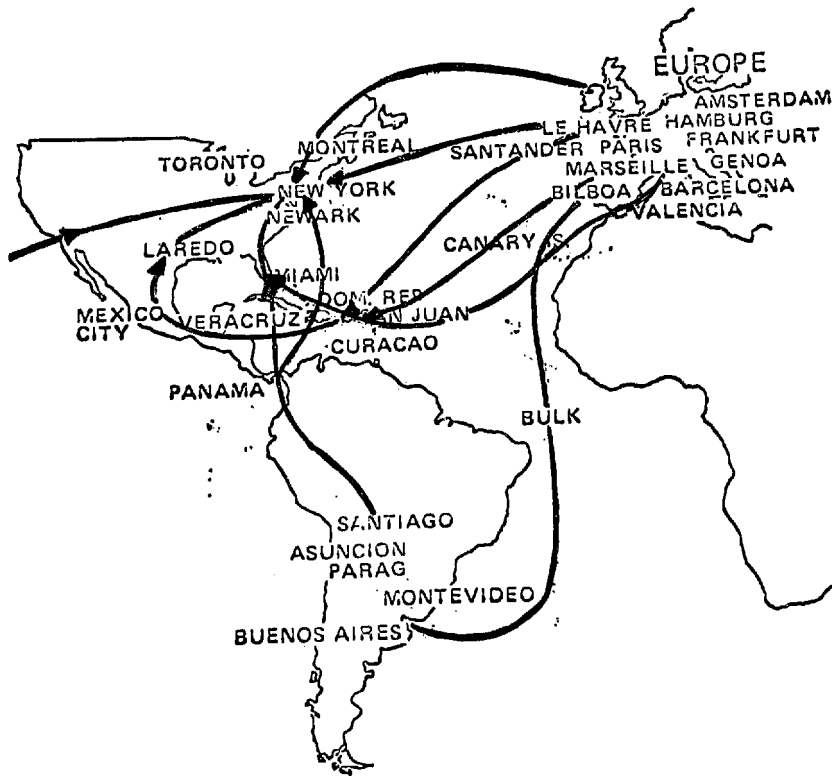 EUROPE
AMSTERDAM
LE HAVRE HAMBURG
MONTREAL SANTANDER PARIS FRANKFURT
TORONTO MARSEILLE GENOA
NEW YORK BILBOA BARCELONA
NEWARK VALENCIA
LAREDO CANARY IS.
MIAMI
DOM. REP
MEXICO VERACRUZ SAN JUAN
CITY
CURACAO
PANAMA
BULK
SANTIAGO
ASUNCION
PARAG
MONTEVIDEO
BUENOS AIRES